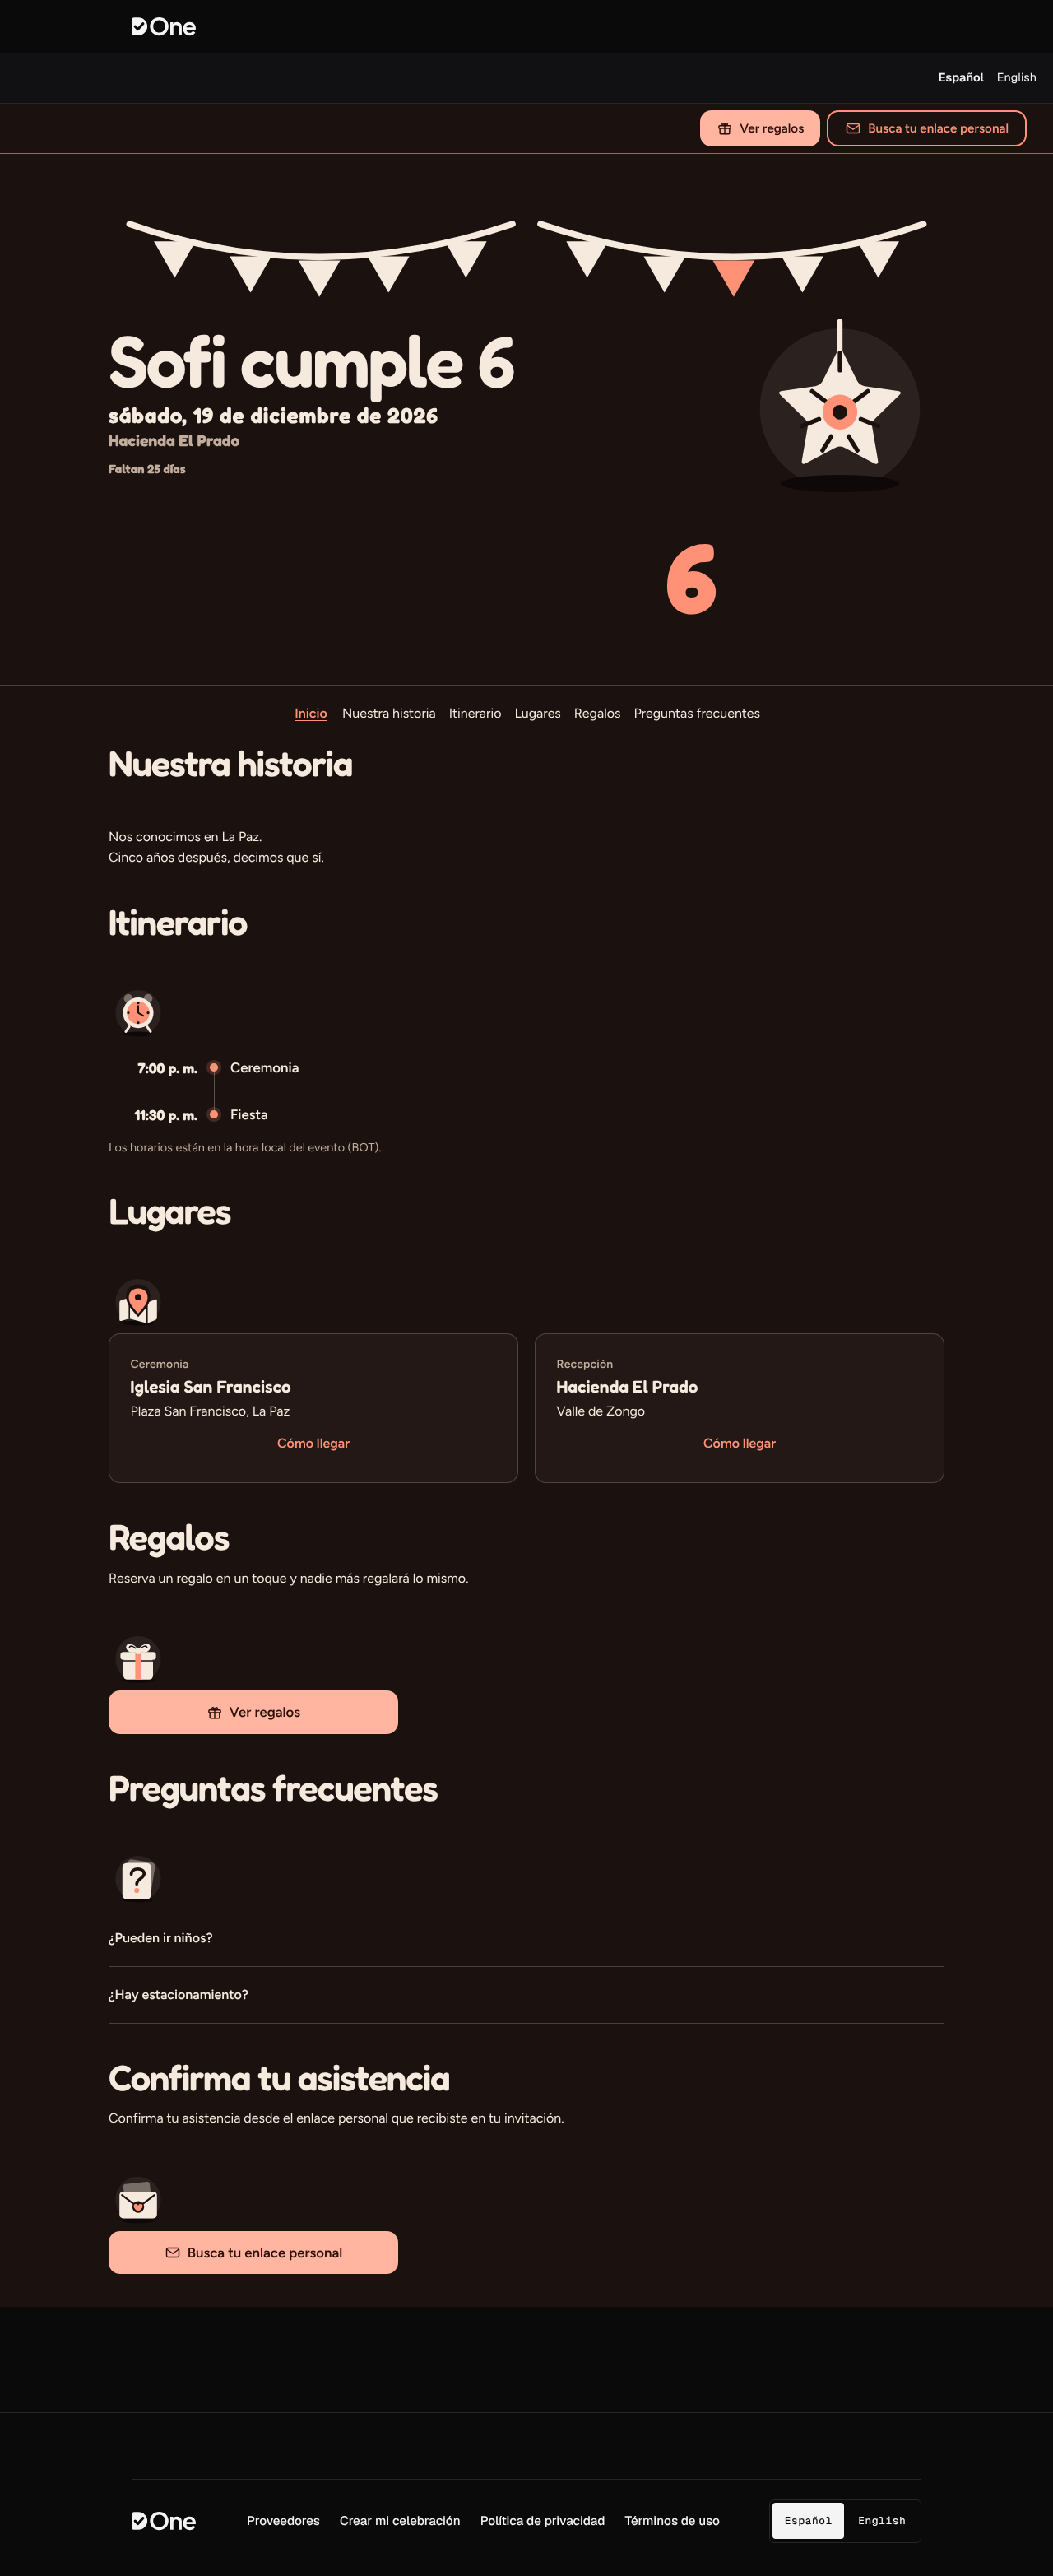 One
Español English
Ver regalos Busca tu enlace personal
Sofi cumple 6
sábado, 19 de diciembre de 2026
Hacienda El Prado
Faltan 25 días
6
Inicio Nuestra historia Itinerario Lugares Regalos Preguntas frecuentes
Nuestra historia
Nos conocimos en La Paz.
Cinco años después, decimos que sí.
Itinerario
7:00 p. m. Ceremonia
11:30 p. m. Fiesta
Los horarios están en la hora local del evento (BOT).
Lugares
Ceremonia
Iglesia San Francisco
Plaza San Francisco, La Paz
Cómo llegar
Recepción
Hacienda El Prado
Valle de Zongo
Cómo llegar
Regalos
Reserva un regalo en un toque y nadie más regalará lo mismo.
Ver regalos
Preguntas frecuentes
?
¿Pueden ir niños?
¿Hay estacionamiento?
Confirma tu asistencia
Confirma tu asistencia desde el enlace personal que recibiste en tu invitación.
Busca tu enlace personal
One Proveedores Crear mi celebración Política de privacidad Términos de uso Español English